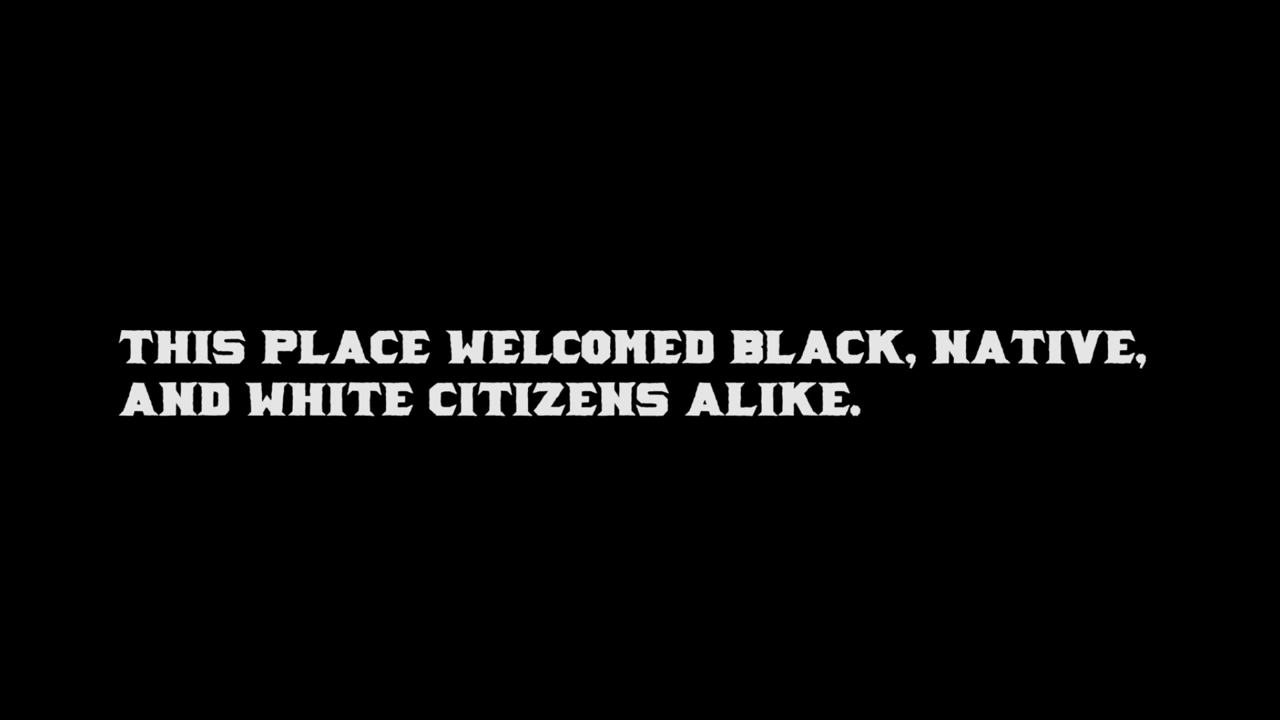 THIS PLACE WELCOMED BLACK, NATIVE,
AND WHITE CITIZENS ALIKE.